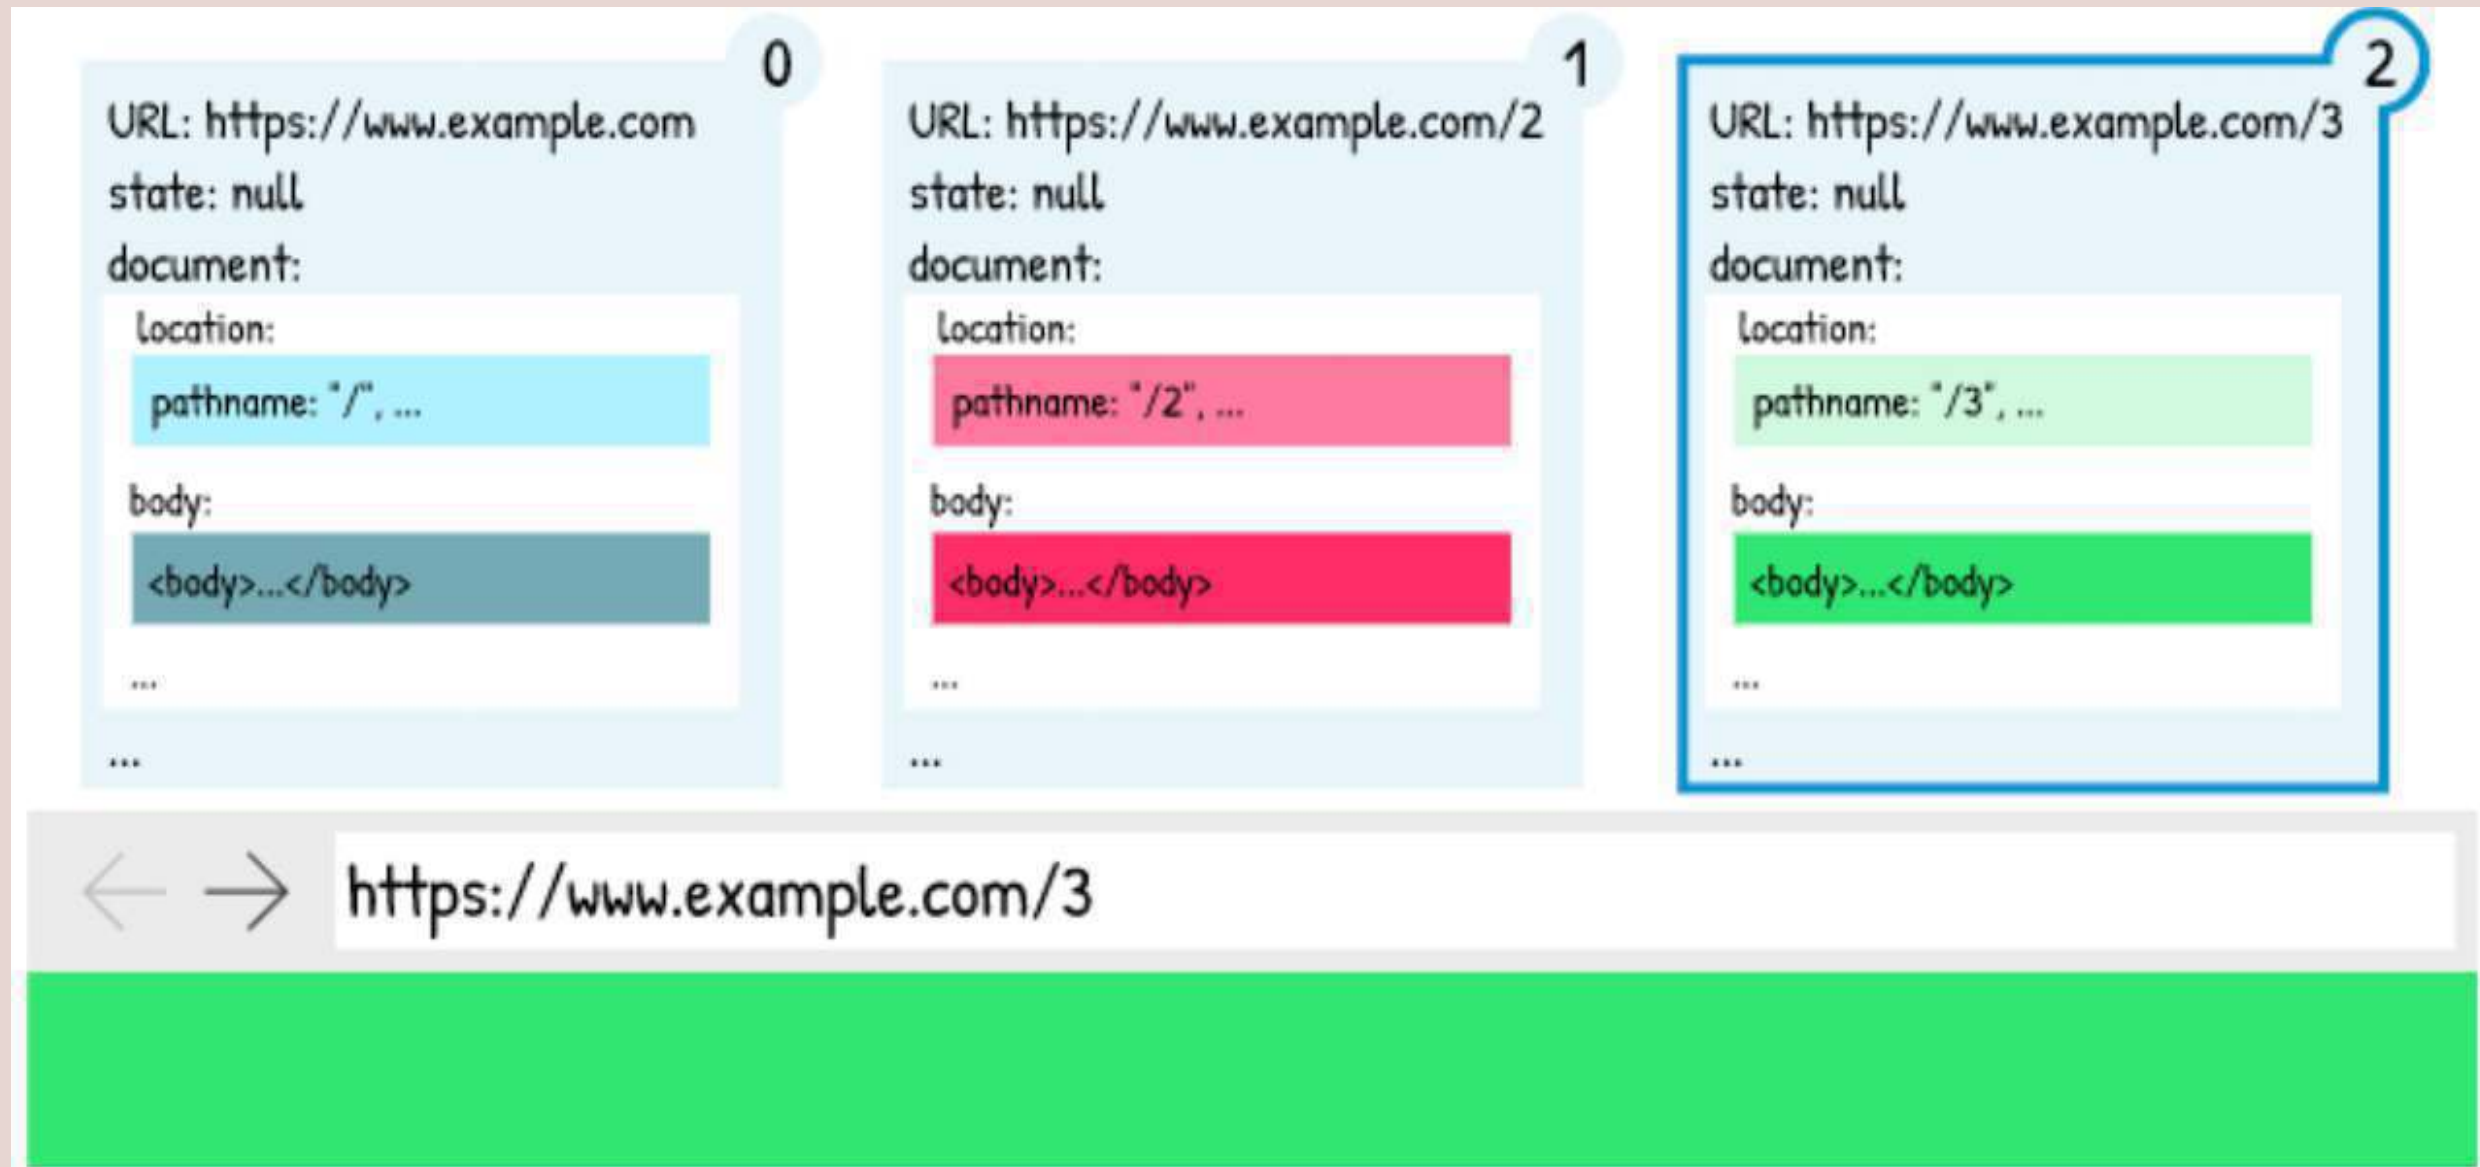 0
URL: https://www.example.com
state: null
document:
location:
pathname: "/", ...
body:
<body>...</body>
...
...
1
URL: https://www.example.com/2
state: null
document:
location:
pathname: "/2", ...
body:
<body>...</body>
...
...
2
URL: https://www.example.com/3
state: null
document:
location:
pathname: "/3", ...
body:
<body>...</body>
...
...
https://www.example.com/3